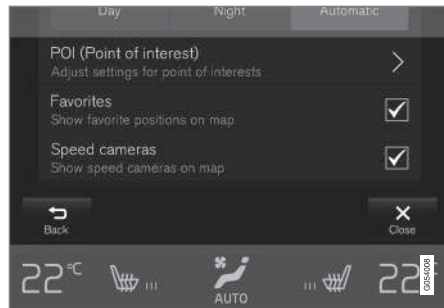 Day Night Automatic
POI (Point of interest)
Adjust settings for point of interests
Favorites
Show favorite positions on map
Speed cameras
Show speed cameras on map
Back Close
22°C AUTO 22°
G054008